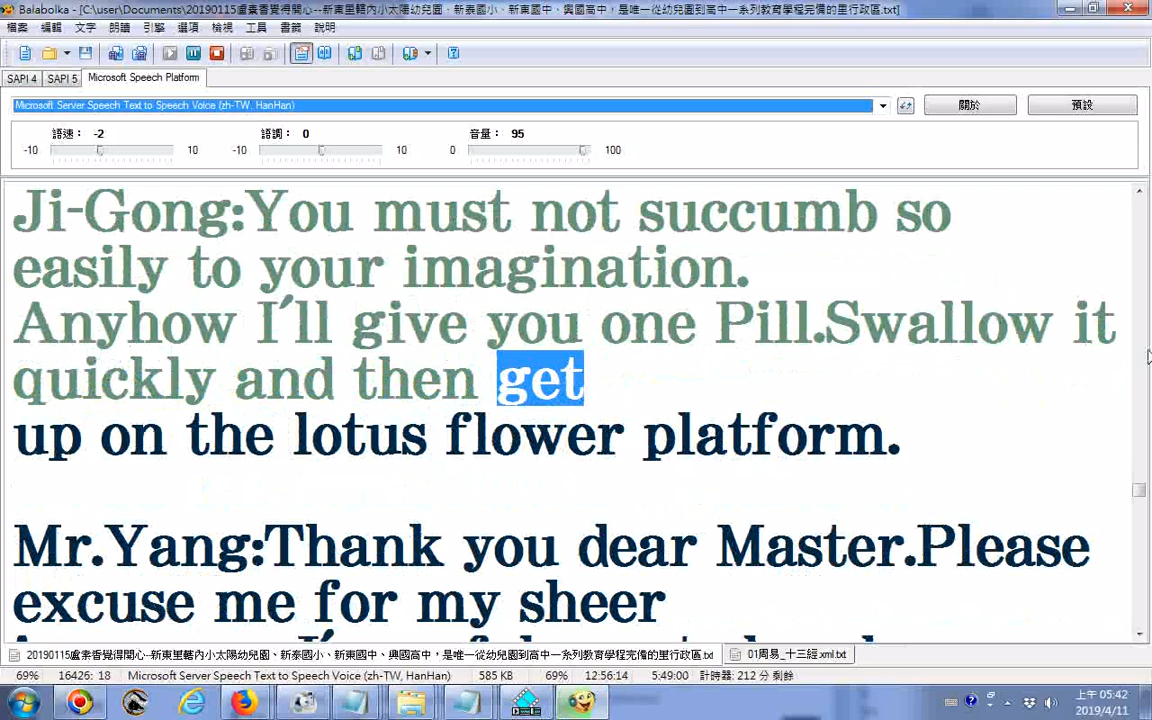 Balabolka - [C:\user\Documents\20190115盧素香覺得開心--新東里轄內小太陽幼兒園、新泰國小、新東國中、興國高中，是唯一從幼兒園到高中一系列教育學程完備的里行政區.txt]
檔案 編輯 文字 朗讀 引擎 選項 檢視 工具 書籤 說明
SAPI 4 SAPI 5 Microsoft Speech Platform
Microsoft Server Speech Text to Speech Voice (zh-TW, HanHan) 關於 預設
語速： -2 語調： 0 音量： 95
-10 10 -10 10 0 100
Ji-Gong:You must not succumb so
easily to your imagination.
Anyhow I'll give you one Pill.Swallow it
quickly and then get
up on the lotus flower platform.
Mr.Yang:Thank you dear Master.Please
excuse me for my sheer
20190115盧素香覺得開心--新東里轄內小太陽幼兒園、新泰國小、新東國中、興國高中，是唯一從幼兒園到高中一系列教育學程完備的里行政區.txt 01周易_十三經.xml.txt
69% 16426: 18 Microsoft Server Speech Text to Speech Voice (zh-TW, HanHan) 585 KB 69% 12:56:14 5:49:00 計時器: 212 分 剩餘
上午 05:42
2019/4/11